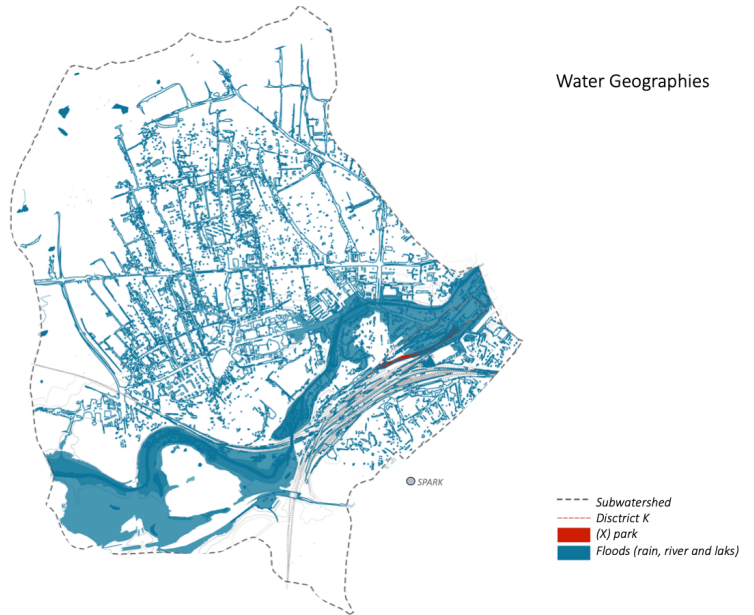 Water Geographies
SPARK
Subwatershed
Disctrict K
(X) park
Floods (rain, river and laks)